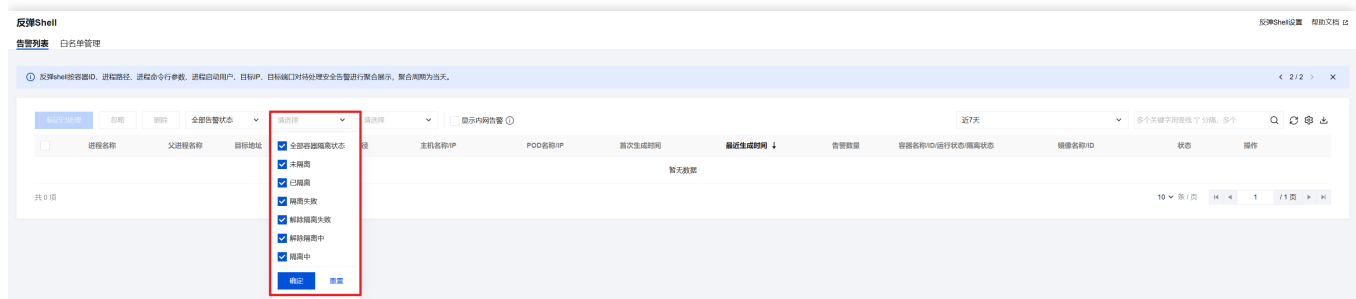 反弹Shell 反弹Shell设置 帮助文档
告警列表 白名单管理
反弹shell按容器ID、进程路径、进程命令行参数、进程启动用户、目标IP、目标端口对待处理安全告警进行聚合展示，聚合周期为当天。 2/2
标记已处理 忽略 删除 全部告警状态 请选择 请选择 显示内网告警 近7天 多个关键字用竖线“|”分隔，多个
进程名称 父进程名称 目标地址 主机名称/IP POD名称/IP 首次生成时间 最近生成时间 告警数量 容器名称/ID/运行状态/隔离状态 镜像名称/ID 状态 操作
全部容器隔离状态
未隔离
暂无数据
已隔离
共 0 项 10 条 / 页 1 / 1 页
隔离失败
解除隔离失败
解除隔离中
隔离中
确定 重置